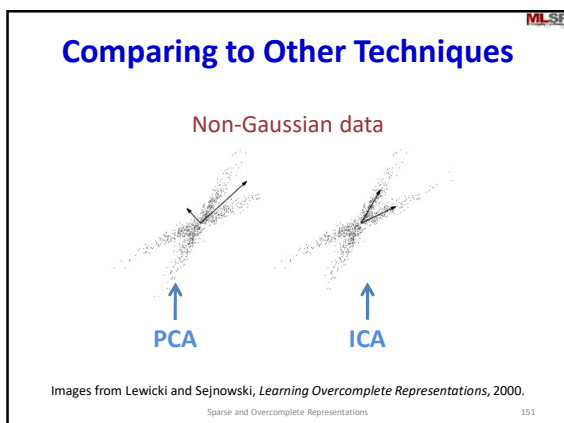 MLSP
Comparing to Other Techniques
Non-Gaussian data
PCA
ICA
Images from Lewicki and Sejnowski, Learning Overcomplete Representations, 2000.
Sparse and Overcomplete Representations
151